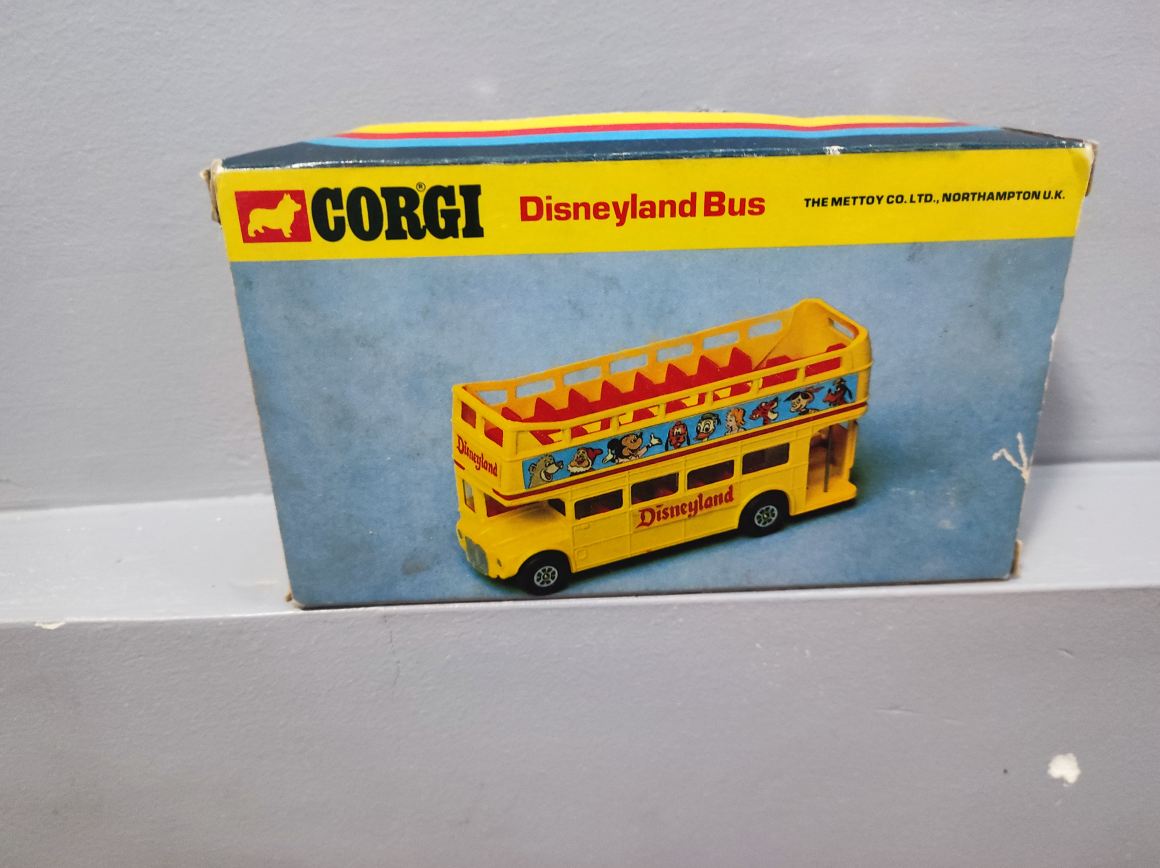 CORGI®
Disneyland Bus
THE METTOY CO. LTD., NORTHAMPTON U.K.
Disneyland
Disneyland